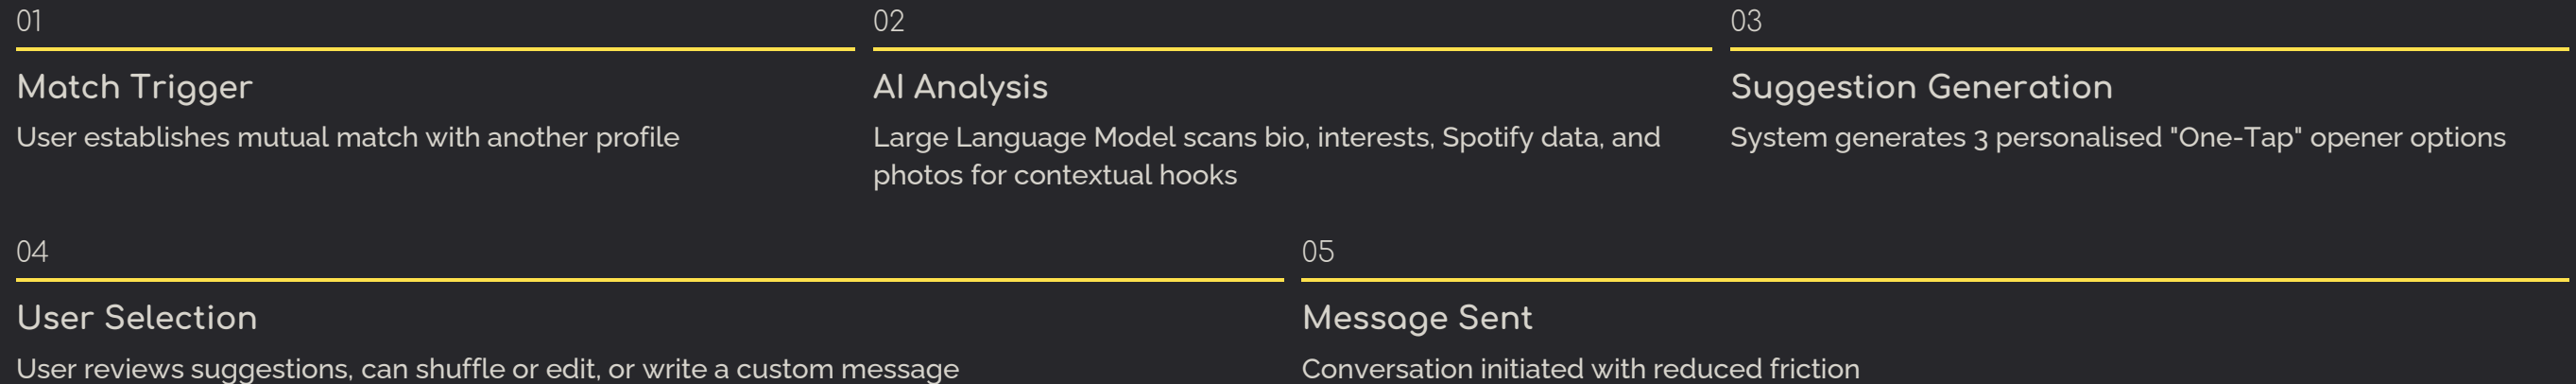 01
Match Trigger
User establishes mutual match with another profile
02
AI Analysis
Large Language Model scans bio, interests, Spotify data, and
photos for contextual hooks
03
Suggestion Generation
System generates 3 personalised "One-Tap" opener options
04
User Selection
User reviews suggestions, can shuffle or edit, or write a custom message
05
Message Sent
Conversation initiated with reduced friction